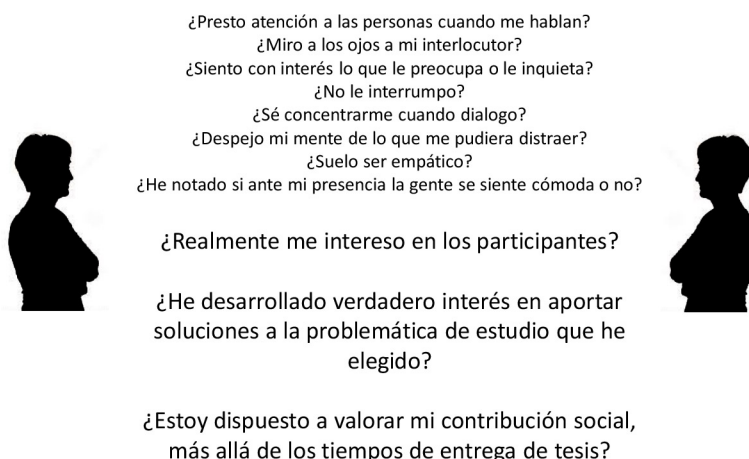 ¿Presto atención a las personas cuando me hablan?
¿Miro a los ojos a mi interlocutor?
¿Siento con interés lo que le preocupa o le inquieta?
¿No le interrumpo?
¿Sé concentrarme cuando dialogo?
¿Despejo mi mente de lo que me pudiera distraer?
¿Suelo ser empático?
¿He notado si ante mi presencia la gente se siente cómoda o no?
¿Realmente me intereso en los participantes?
¿He desarrollado verdadero interés en aportar
soluciones a la problemática de estudio que he
elegido?
¿Estoy dispuesto a valorar mi contribución social,
más allá de los tiempos de entrega de tesis?